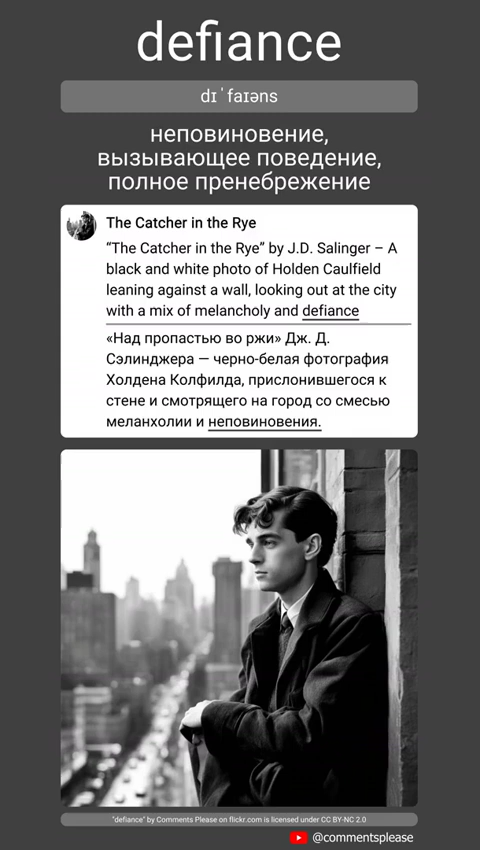 defiance
dɪˈfaɪəns
неповиновение,
вызывающее поведение,
полное пренебрежение
The Catcher in the Rye
“The Catcher in the Rye” by J.D. Salinger – A
black and white photo of Holden Caulfield
leaning against a wall, looking out at the city
with a mix of melancholy and defiance
«Над пропастью во ржи» Дж. Д.
Сэлинджера — черно-белая фотография
Холдена Колфилда, прислонившегося к
стене и смотрящего на город со смесью
меланхолии и неповиновения.
"defiance" by Comments Please on flickr.com is licensed under CC BY-NC 2.0
@commentsplease